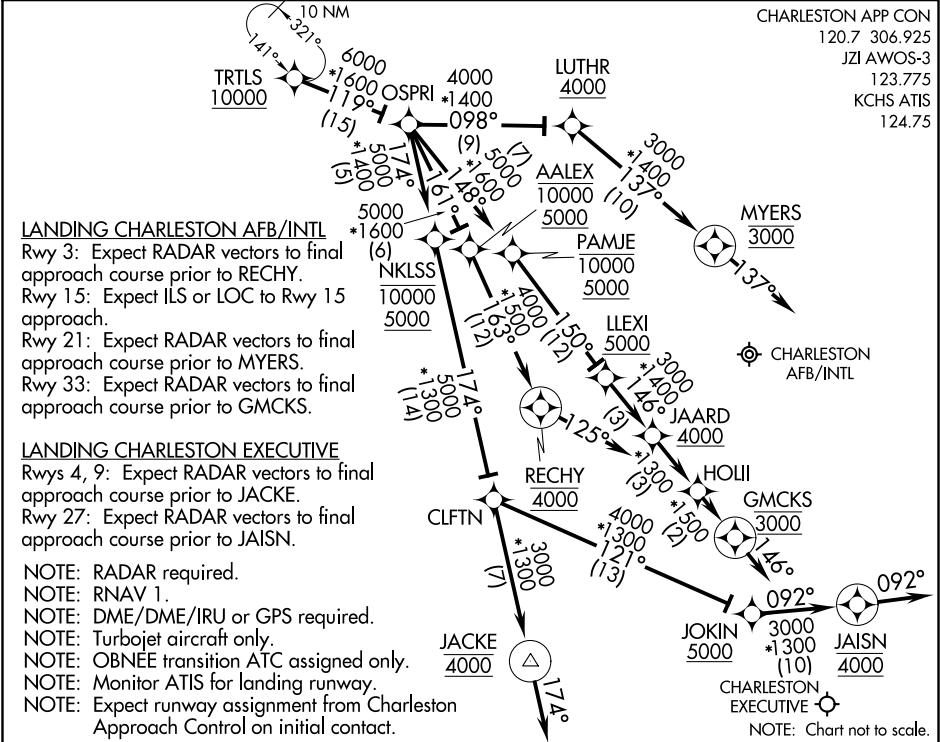 CHARLESTON APP CON
120.7 306.925
JZI AWOS-3
123.775
KCHS ATIS
124.75
10 NM
321°
141°
TRTLS
10000
6000
*1600
119°
(15)
OSPRI
4000
*1400
098°
(9)
LUTHR
4000
3000
*1400
137°
(10)
MYERS
3000
137°
CHARLESTON
AFB/INTL
174°
5000
*1400
(5)
161°
5000
*1600
(6)
148°
5000
*1600
(7)
AALEX
10000
5000
PAMJE
10000
5000
NKLSS
10000
5000
LANDING CHARLESTON AFB/INTL
Rwy 3: Expect RADAR vectors to final
approach course prior to RECHY.
Rwy 15: Expect ILS or LOC to Rwy 15
approach.
Rwy 21: Expect RADAR vectors to final
approach course prior to MYERS.
Rwy 33: Expect RADAR vectors to final
approach course prior to GMCKS.
LANDING CHARLESTON EXECUTIVE
Rwys 4, 9: Expect RADAR vectors to final
approach course prior to JACKE.
Rwy 27: Expect RADAR vectors to final
approach course prior to JAISN.
NOTE: RADAR required.
NOTE: RNAV 1.
NOTE: DME/DME/IRU or GPS required.
NOTE: Turbojet aircraft only.
NOTE: OBNEE transition ATC assigned only.
NOTE: Monitor ATIS for landing runway.
NOTE: Expect runway assignment from Charleston
Approach Control on initial contact.
4000
*1500
163°
(12)
150°
(12)
LLEXI
5000
3000
*1400
146°
(3)
JAARD
4000
*1300
(3)
HOLII
*1500
(2)
GMCKS
3000
146°
RECHY
4000
125°
174°
5000
*1300
(14)
CLFTN
4000
*1300
121°
(13)
3000
*1300
(7)
JACKE
4000
174°
JOKIN
5000
092°
3000
*1300
(10)
JAISN
4000
092°
CHARLESTON
EXECUTIVE
NOTE: Chart not to scale.